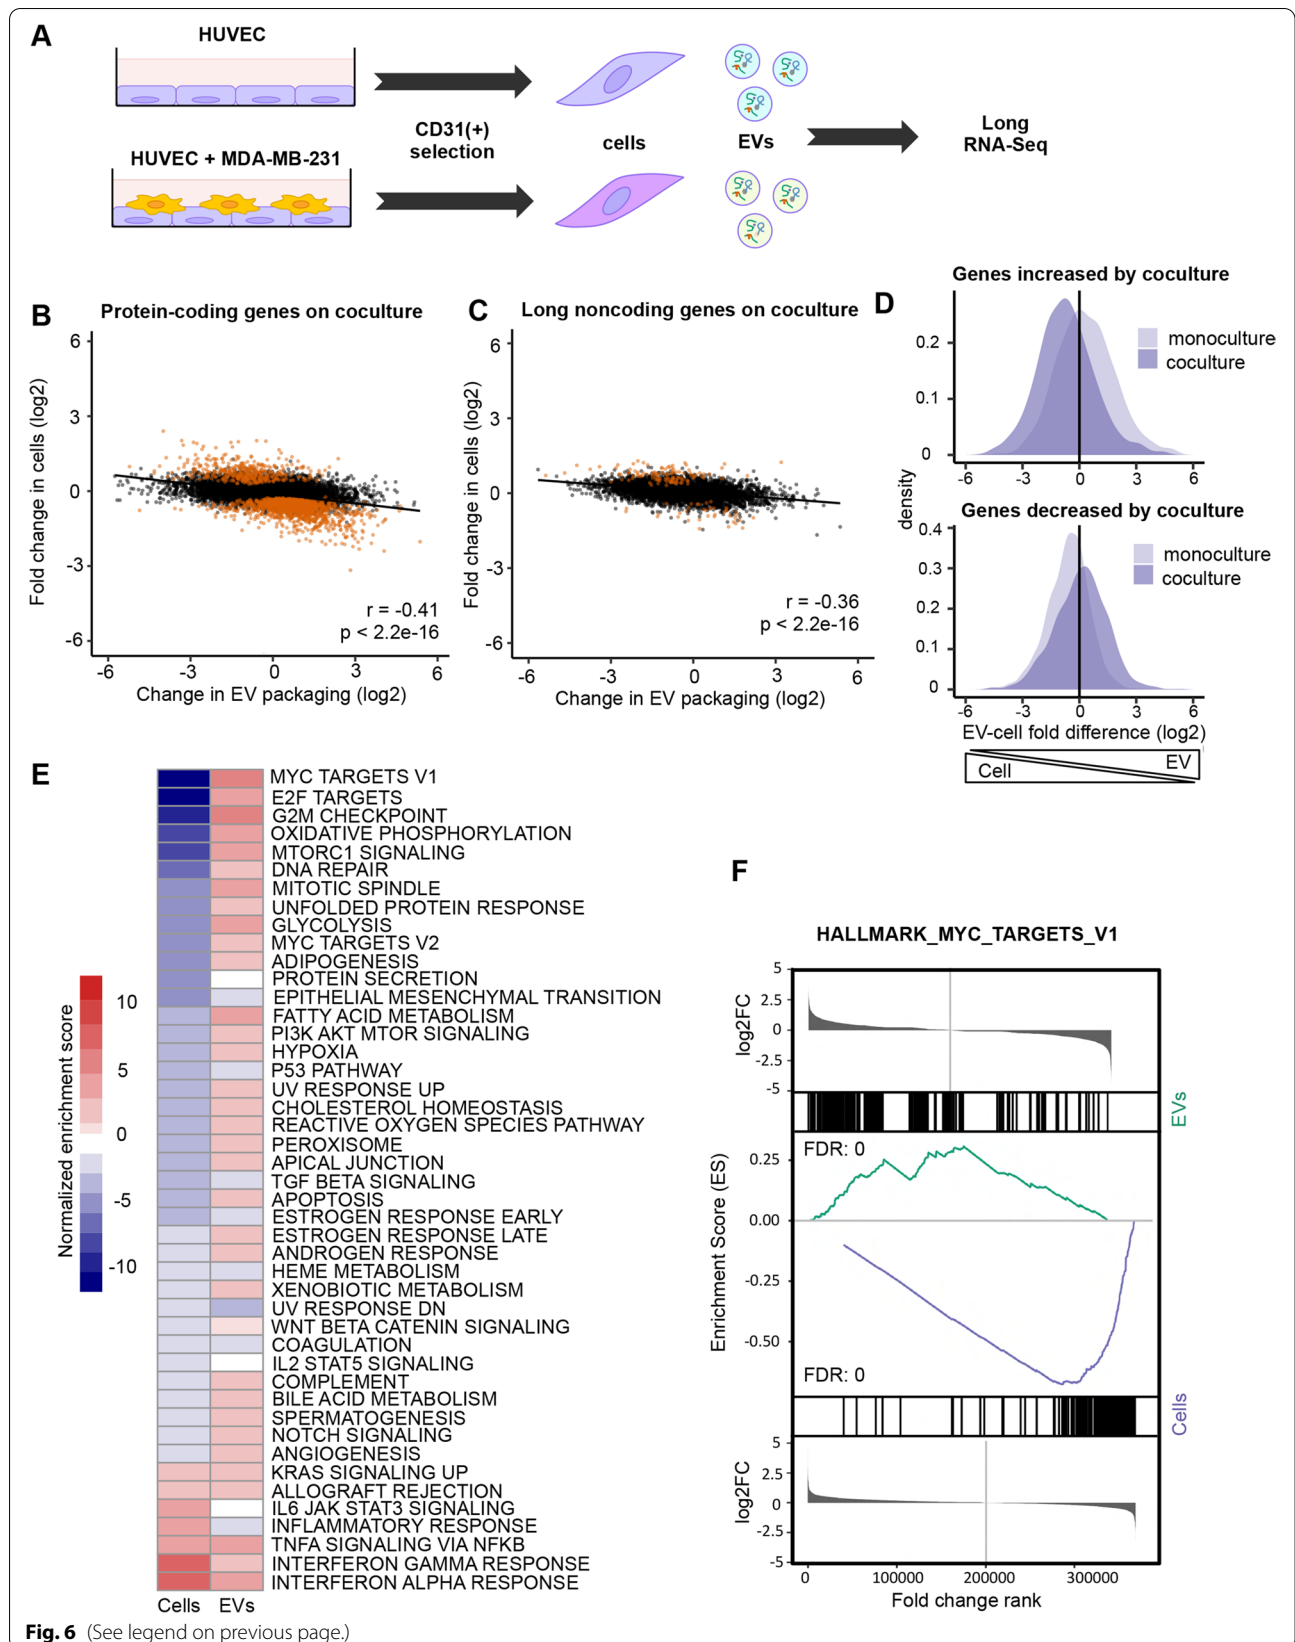 A
HUVEC
HUVEC + MDA-MB-231
CD31(+)
selection
cells
EVs
Long
RNA-Seq
B
Protein-coding genes on coculture
Fold change in cells (log2)
6
3
0
-3
-6
r = -0.41
p < 2.2e-16
-6 -3 0 3 6
Change in EV packaging (log2)
C
Long noncoding genes on coculture
Fold change in cells (log2)
6
3
0
-3
-6
r = -0.36
p < 2.2e-16
-6 -3 0 3 6
Change in EV packaging (log2)
D
Genes increased by coculture
monoculture
coculture
0.2
0.1
0
-6 -3 0 3 6
density
Genes decreased by coculture
monoculture
coculture
0.4
0.3
0.2
0.1
0
-6 -3 0 3 6
EV-cell fold difference (log2)
Cell
EV
E
Normalized enrichment score
10
5
0
-5
-10
MYC TARGETS V1
E2F TARGETS
G2M CHECKPOINT
OXIDATIVE PHOSPHORYLATION
MTORC1 SIGNALING
DNA REPAIR
MITOTIC SPINDLE
UNFOLDED PROTEIN RESPONSE
GLYCOLYSIS
MYC TARGETS V2
ADIPOGENESIS
PROTEIN SECRETION
EPITHELIAL MESENCHYMAL TRANSITION
FATTY ACID METABOLISM
PI3K AKT MTOR SIGNALING
HYPOXIA
P53 PATHWAY
UV RESPONSE UP
CHOLESTEROL HOMEOSTASIS
REACTIVE OXYGEN SPECIES PATHWAY
PEROXISOME
APICAL JUNCTION
TGF BETA SIGNALING
APOPTOSIS
ESTROGEN RESPONSE EARLY
ESTROGEN RESPONSE LATE
ANDROGEN RESPONSE
HEME METABOLISM
XENOBIOTIC METABOLISM
UV RESPONSE DN
WNT BETA CATENIN SIGNALING
COAGULATION
IL2 STAT5 SIGNALING
COMPLEMENT
BILE ACID METABOLISM
SPERMATOGENESIS
NOTCH SIGNALING
ANGIOGENESIS
KRAS SIGNALING UP
ALLOGRAFT REJECTION
IL6 JAK STAT3 SIGNALING
INFLAMMATORY RESPONSE
TNFA SIGNALING VIA NFKB
INTERFERON GAMMA RESPONSE
INTERFERON ALPHA RESPONSE
Cells EVs
F
HALLMARK_MYC_TARGETS_V1
log2FC
5
2.5
0
-2.5
-5
EVs
Enrichment Score (ES)
FDR: 0
0.25
0.00
-0.25
-0.50
FDR: 0
Cells
log2FC
5
2.5
0
-2.5
-5
0 100000 200000 300000
Fold change rank
Fig. 6 (See legend on previous page.)